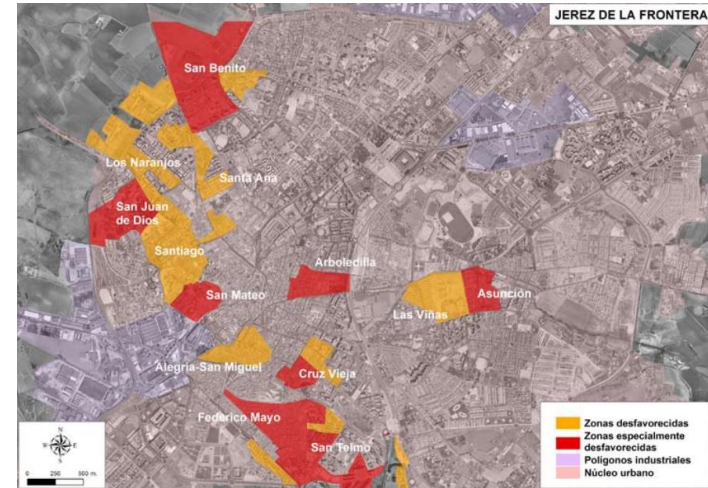 JEREZ DE LA FRONTERA
San Benito
Los Naranjos
Santa Ana
San Juan
de Dios
Santiago
Arboledilla
San Mateo
Asunción
Las Viñas
Alegría-San Miguel
Cruz Vieja
Federico Mayo
San Telmo
N
W
E
S
0 250 500 m.
Zonas desfavorecidas
Zonas especialmente
desfavorecidas
Poligonos industriales
Núcleo urbano